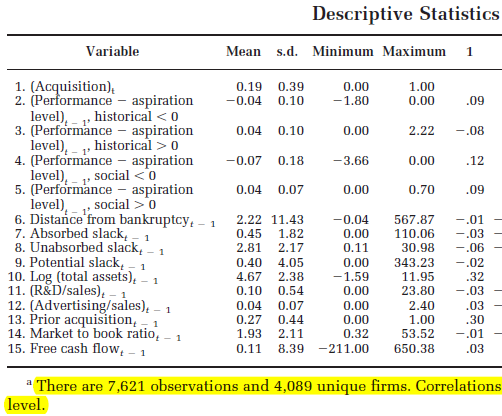 Descriptive Statistics
Variable Mean s.d. Minimum Maximum 1
1. (Acquisition)t 0.19 0.39 0.00 1.00
2. (Performance − aspiration −0.04 0.10 −1.80 0.00 .09
level)t − 1, historical < 0
3. (Performance − aspiration 0.04 0.10 0.00 2.22 −.08
level)t − 1, historical > 0
4. (Performance − aspiration −0.07 0.18 −3.66 0.00 .12
level)t − 1, social < 0
5. (Performance − aspiration 0.04 0.07 0.00 0.70 .09
level)t − 1, social > 0
6. Distance from bankruptcyt − 1 2.22 11.43 −0.04 567.87 −.01 −
7. Absorbed slackt − 1 0.45 1.82 0.00 110.06 −.03 −
8. Unabsorbed slackt − 1 2.81 2.17 0.11 30.98 −.06 −
9. Potential slackt − 1 0.40 4.05 0.00 343.23 −.02
10. Log (total assets)t − 1 4.67 2.38 −1.59 11.95 .32
11. (R&D/sales)t − 1 0.10 0.54 0.00 23.80 −.03 −
12. (Advertising/sales)t − 1 0.04 0.07 0.00 2.40 .03 −
13. Prior acquisitiont − 1 0.27 0.44 0.00 1.00 .30
14. Market to book ratiot − 1 1.93 2.11 0.32 53.52 −.01 −
15. Free cash flowt − 1 0.11 8.39 −211.00 650.38 .03
a There are 7,621 observations and 4,089 unique firms. Correlations
level.